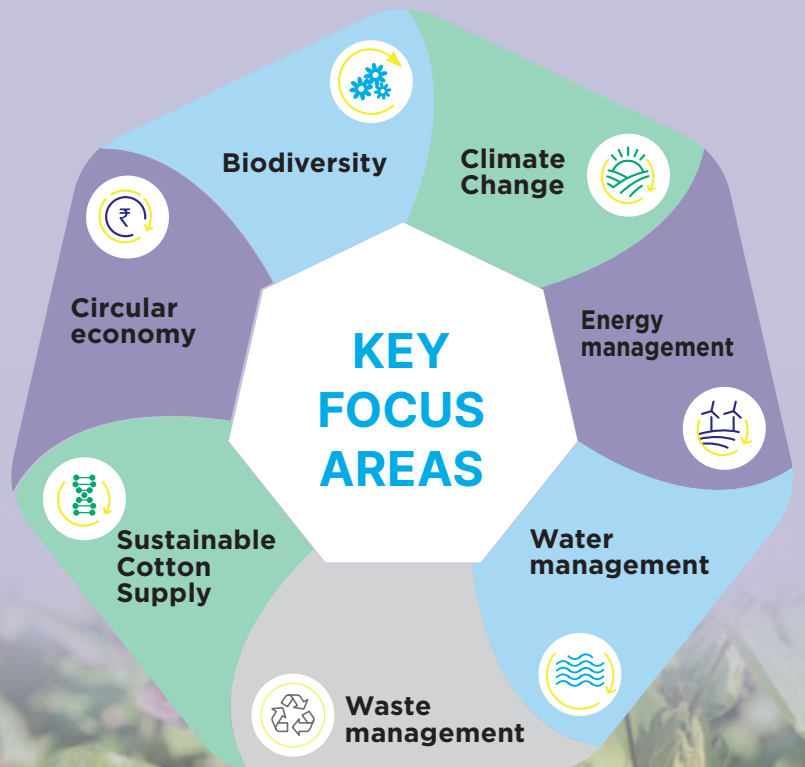 Biodiversity
Climate
Change
Circular
economy
Energy
management
KEY
FOCUS
AREAS
Sustainable
Cotton
Supply
Water
management
Waste
management
₹